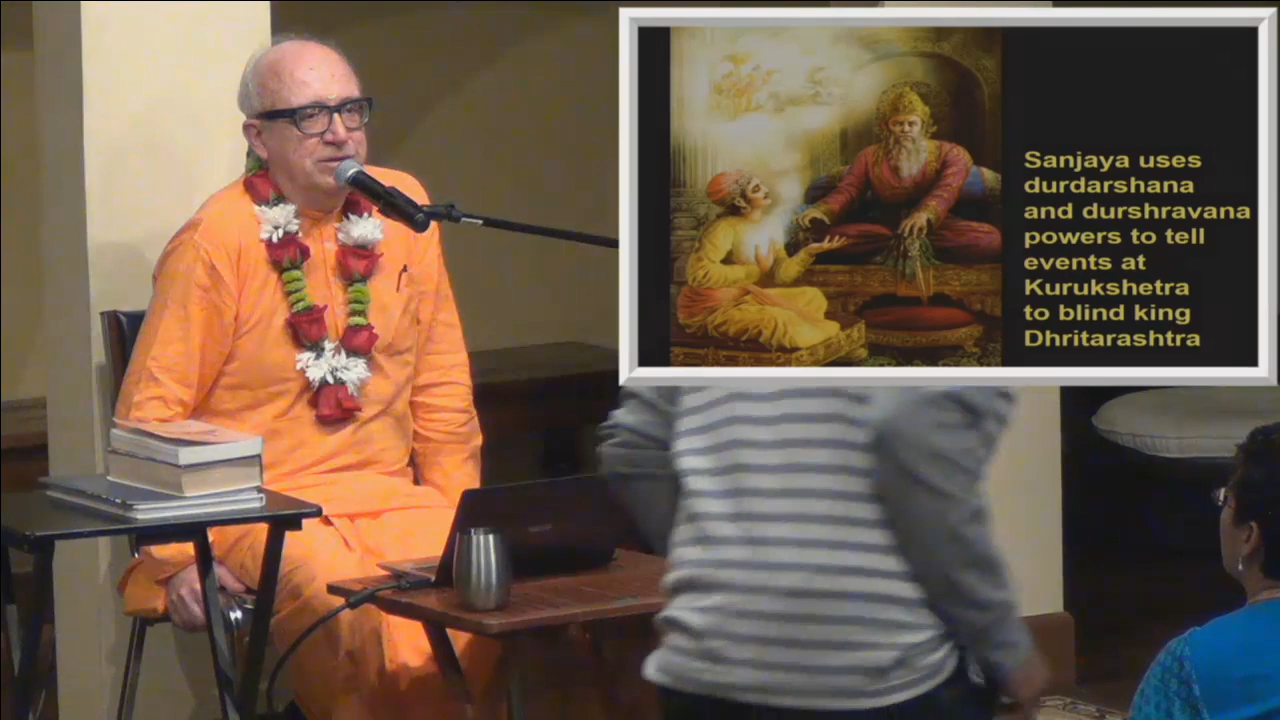 Sanjaya uses
durdarshana
and durshravana
powers to tell
events at
Kurukshetra
to blind king
Dhritarashtra